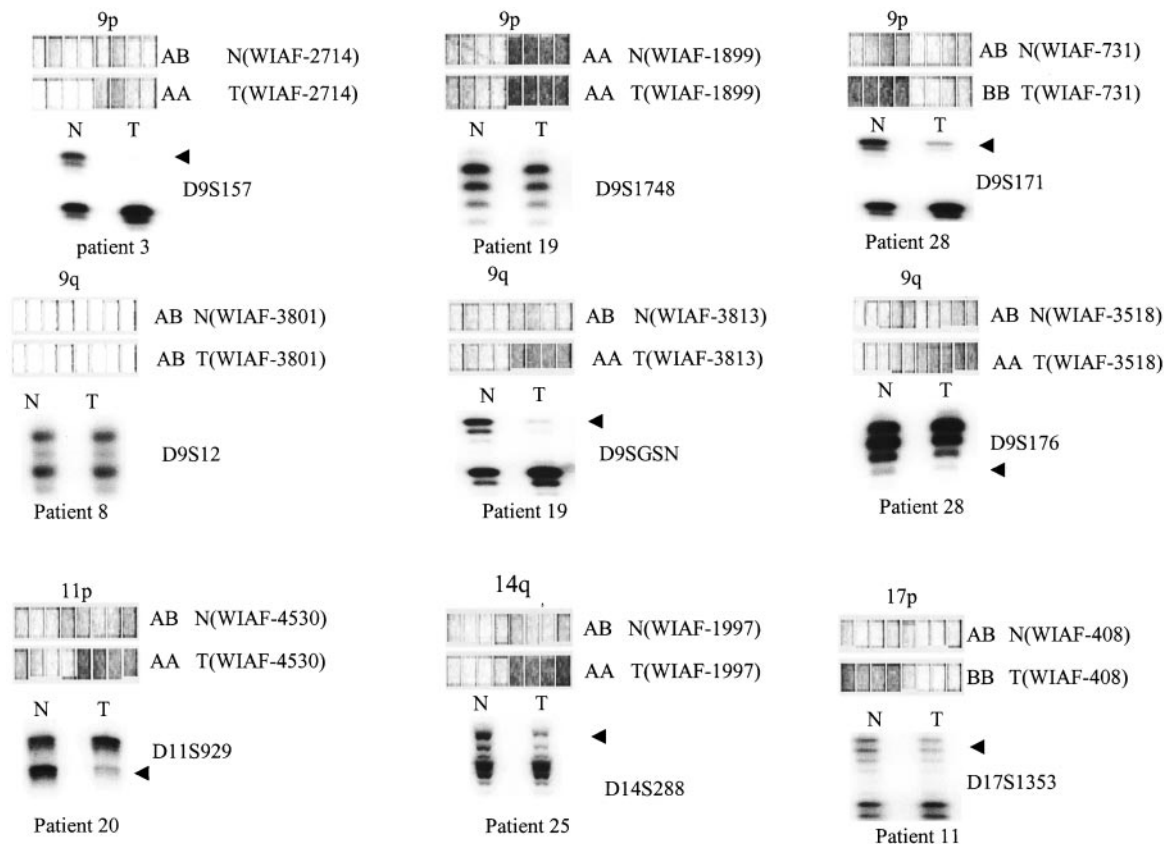 9p
AB N(WIAF-2714)
AA T(WIAF-2714)
N T
D9S157
patient 3
9p
AA N(WIAF-1899)
AA T(WIAF-1899)
N T
D9S1748
Patient 19
9p
AB N(WIAF-731)
BB T(WIAF-731)
N T
D9S171
Patient 28
9q
AB N(WIAF-3801)
AB T(WIAF-3801)
N T
D9S12
Patient 8
9q
AB N(WIAF-3813)
AA T(WIAF-3813)
N T
D9SGSN
Patient 19
9q
AB N(WIAF-3518)
AA T(WIAF-3518)
N T
D9S176
Patient 28
11p
AB N(WIAF-4530)
AA T(WIAF-4530)
N T
D11S929
Patient 20
14q
AB N(WIAF-1997)
AA T(WIAF-1997)
N T
D14S288
Patient 25
17p
AB N(WIAF-408)
BB T(WIAF-408)
N T
D17S1353
Patient 11